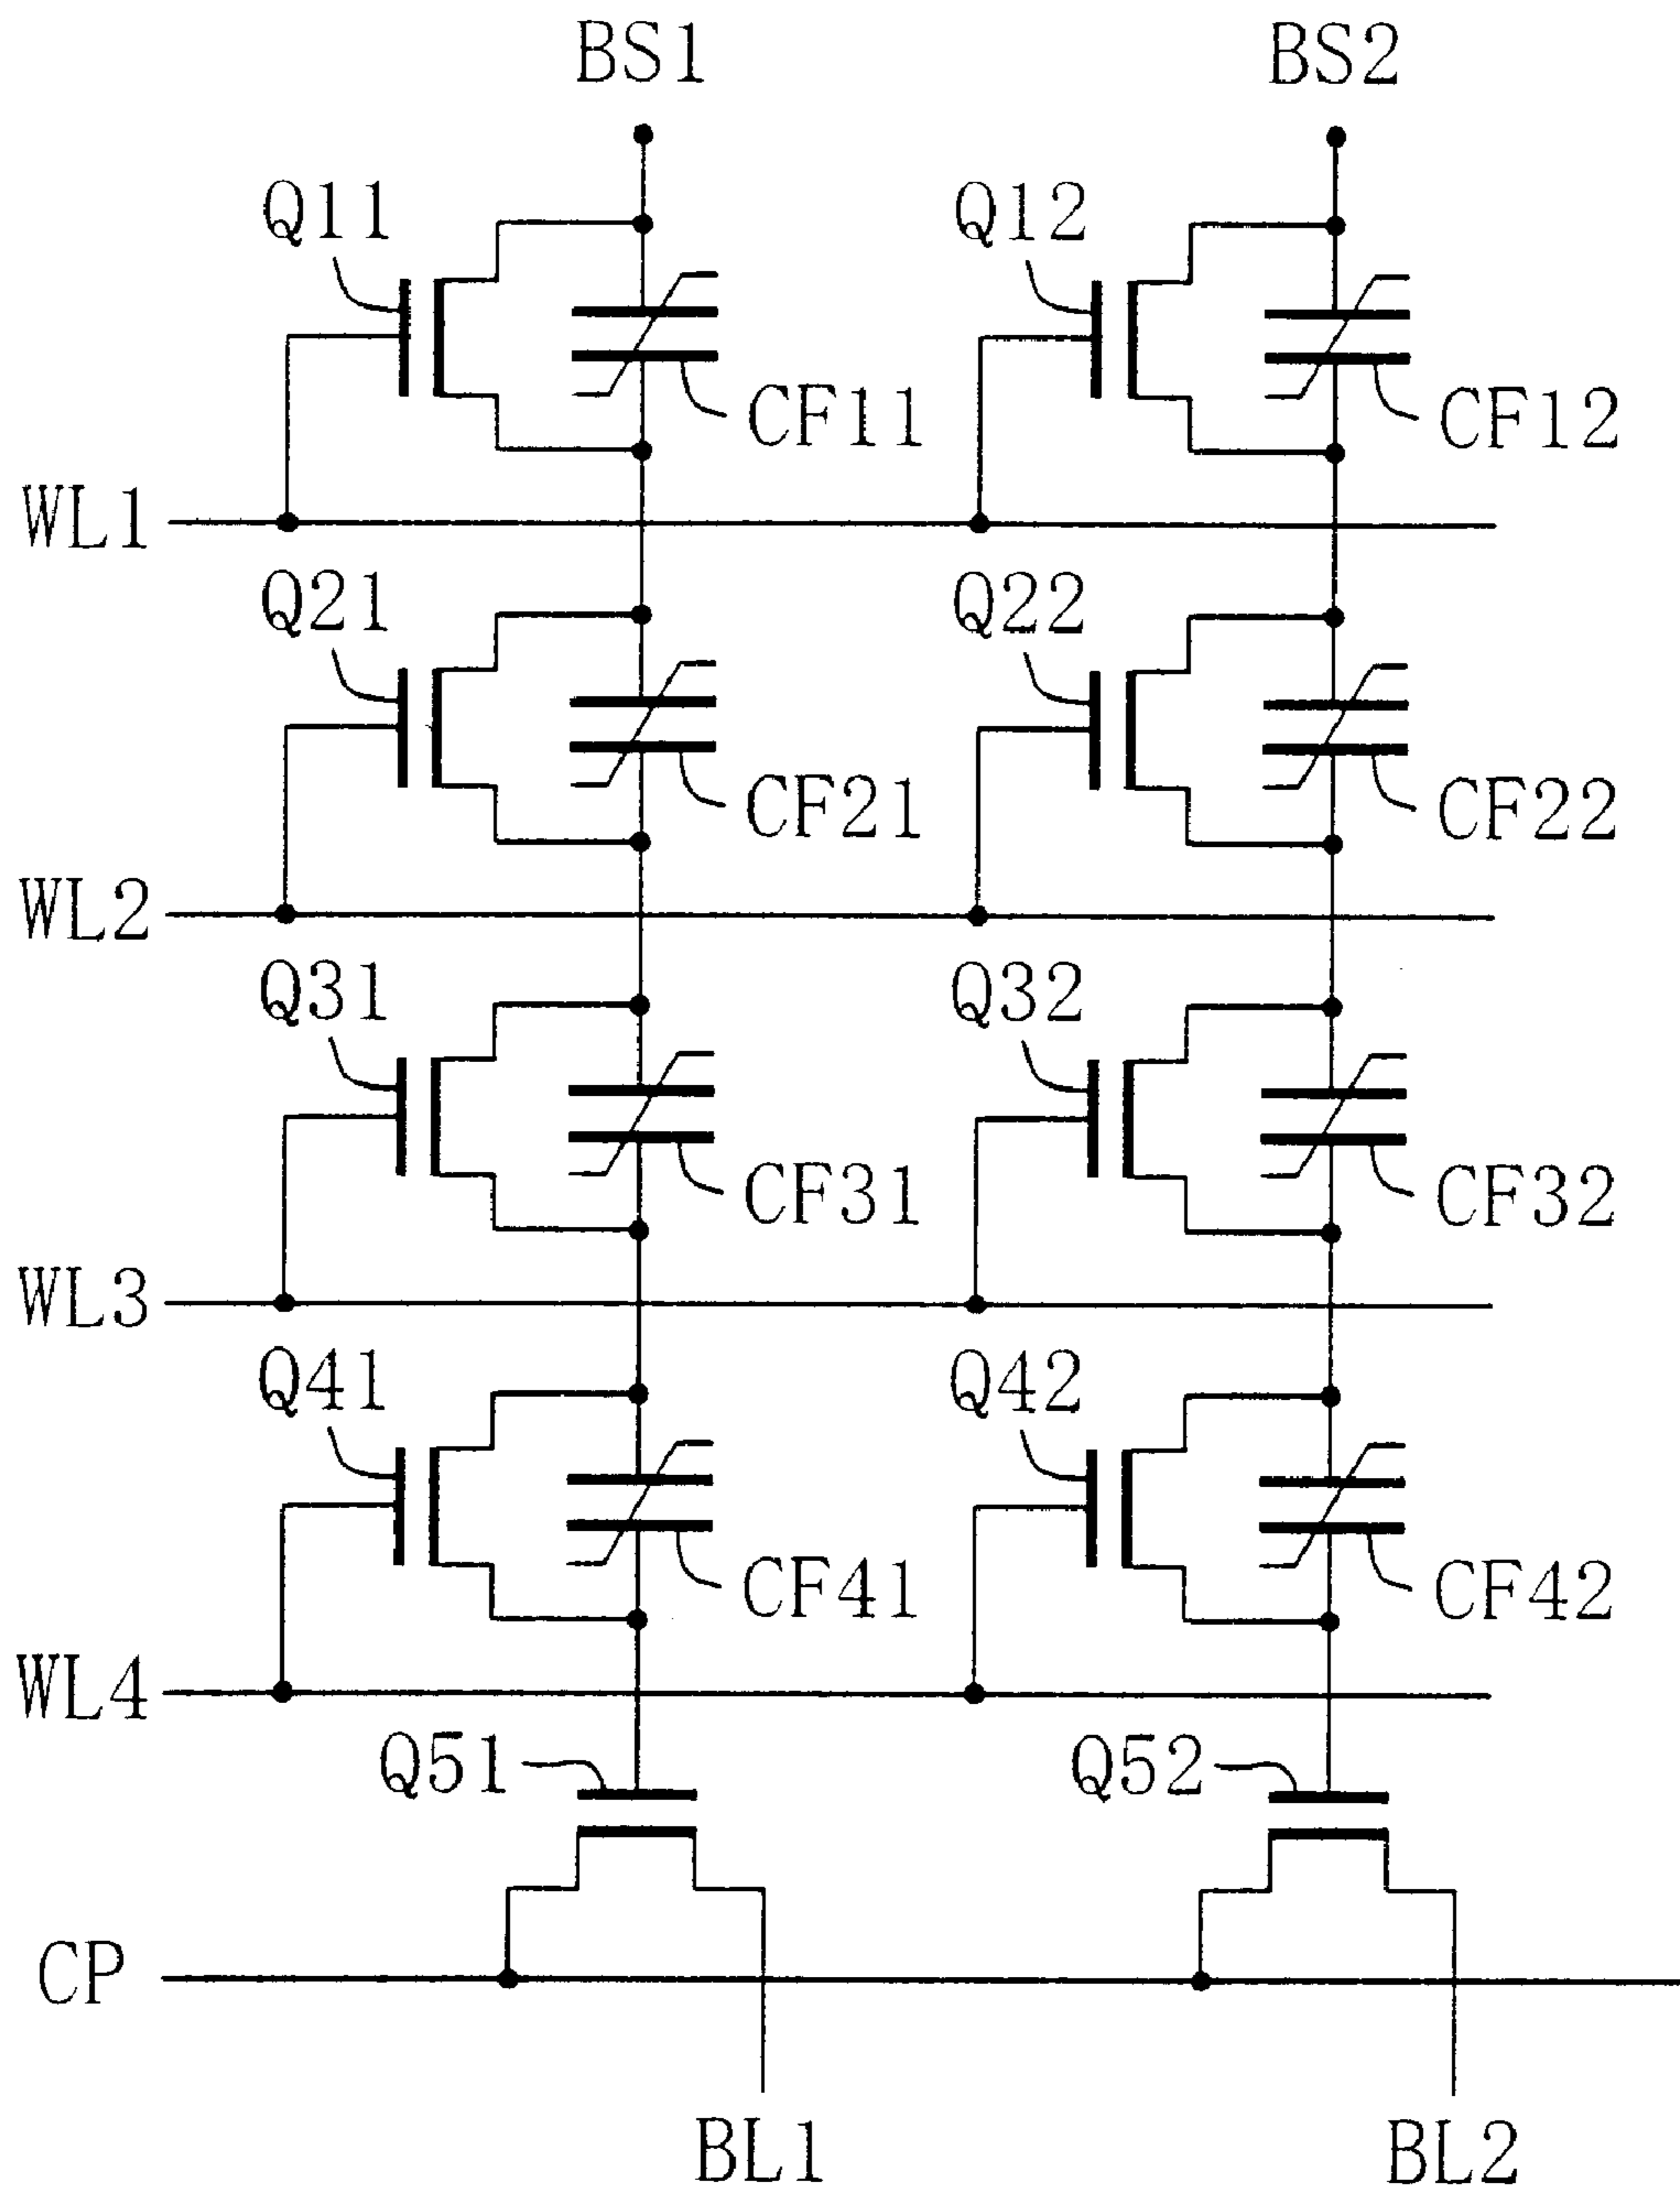 BS1 BS2
Q11 Q12
CF11 CF12
WL1
Q21 Q22
CF21 CF22
WL2
Q31 Q32
CF31 CF32
WL3
Q41 Q42
CF41 CF42
WL4
Q51 Q52
CP
BL1 BL2